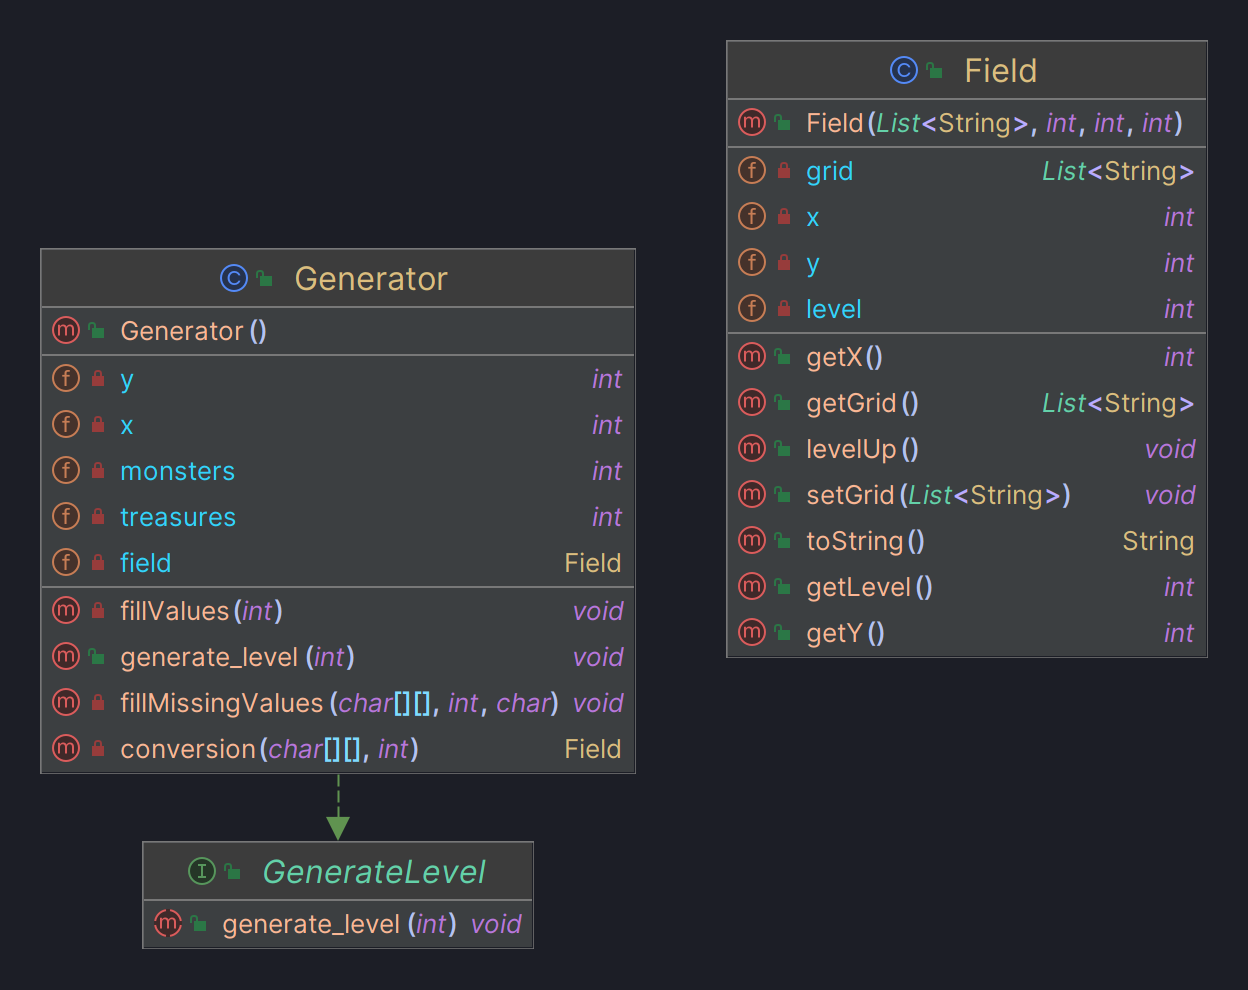 Generator
Generator()
y int
x int
monsters int
treasures int
field Field
fillValues(int) void
generate_level(int) void
fillMissingValues(char[][], int, char) void
conversion(char[][], int) Field
GenerateLevel
generate_level(int) void
Field
Field(List<String>, int, int, int)
grid List<String>
x int
y int
level int
getX() int
getGrid() List<String>
levelUp() void
setGrid(List<String>) void
toString() String
getLevel() int
getY() int